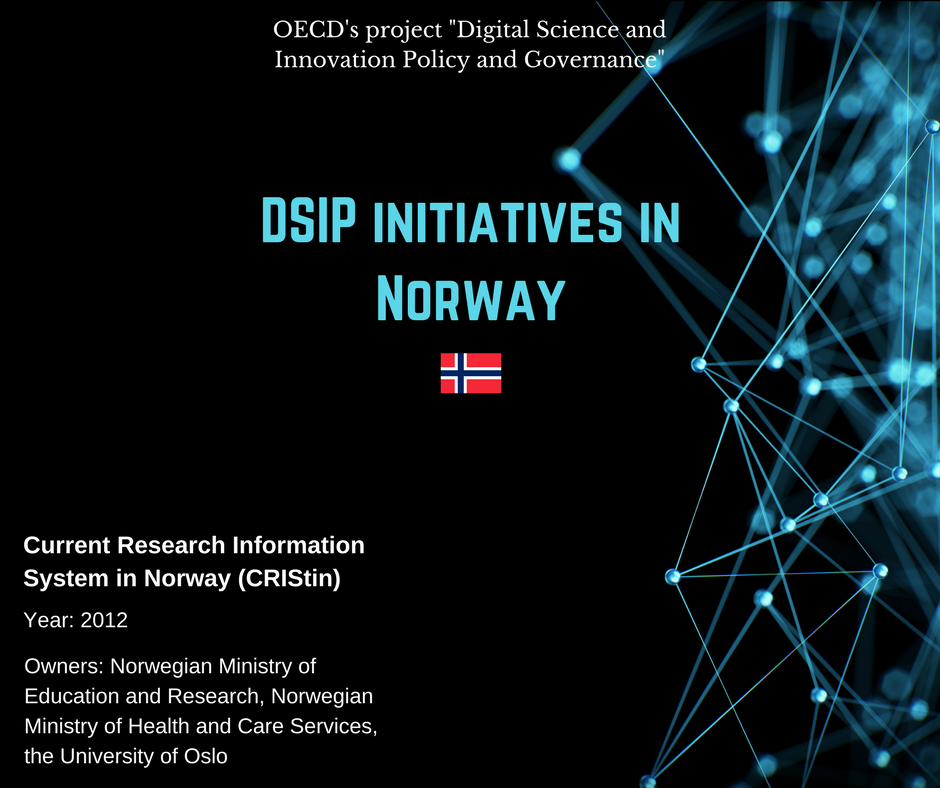 OECD's project "Digital Science and
Innovation Policy and Governance"
DSIP initiatives in
Norway
Current Research Information
System in Norway (CRIStin)
Year: 2012
Owners: Norwegian Ministry of
Education and Research, Norwegian
Ministry of Health and Care Services,
the University of Oslo